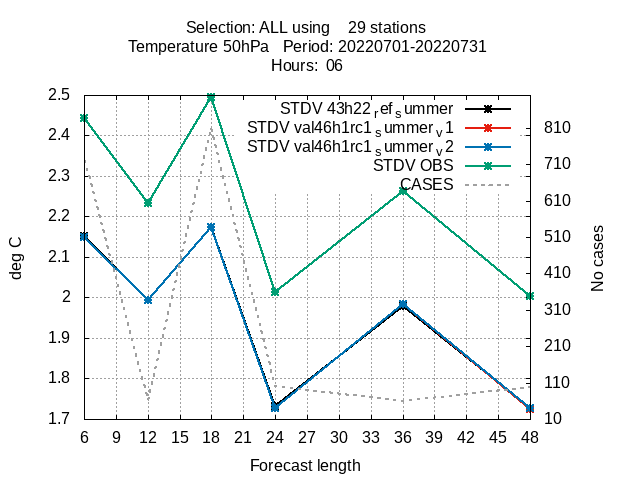 Selection: ALL using 29 stations
Temperature 50hPa Period: 20220701-20220731
Hours: 06
STDV 43h22refsummer
STDV val46h1rc1summerv1
STDV val46h1rc1summerv2
STDV OBS
CASES
2.5
2.4
2.3
2.2
2.1
2
1.9
1.8
1.7
deg C
810
710
610
510
410
310
210
110
10
No cases
6 9 12 15 18 21 24 27 30 33 36 39 42 45 48
Forecast length